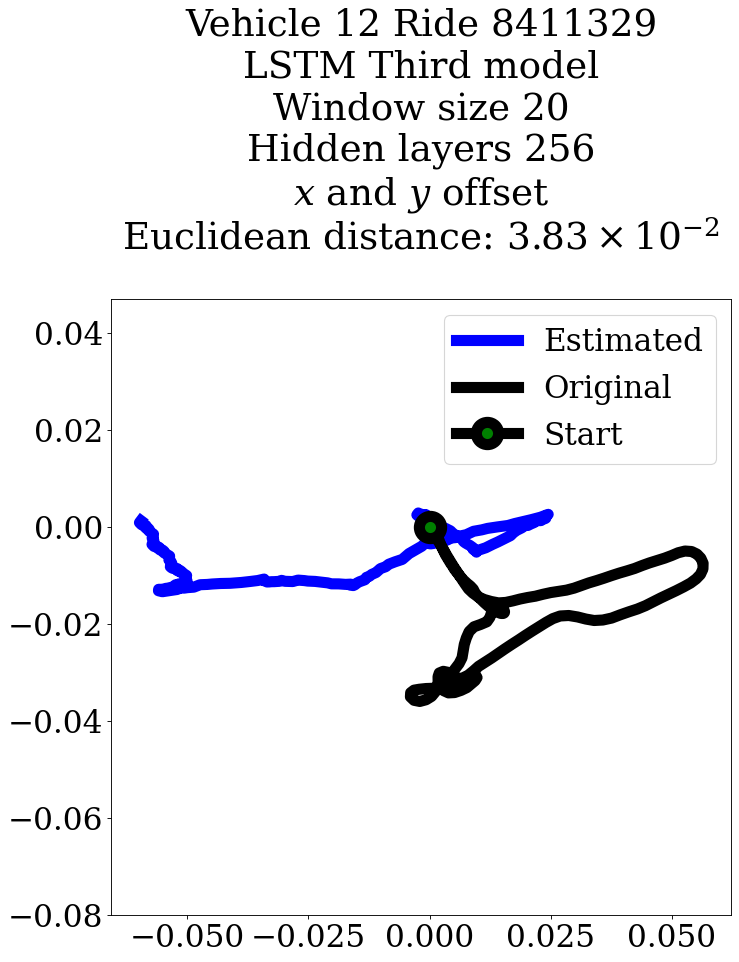 Vehicle 12 Ride 8411329
LSTM Third model
Window size 20
Hidden layers 256
x and y offset
Euclidean distance: 3.83 × 10⁻²
Estimated
Original
Start
0.04
0.02
0.00
−0.02
−0.04
−0.06
−0.08
−0.050 −0.025 0.000 0.025 0.050